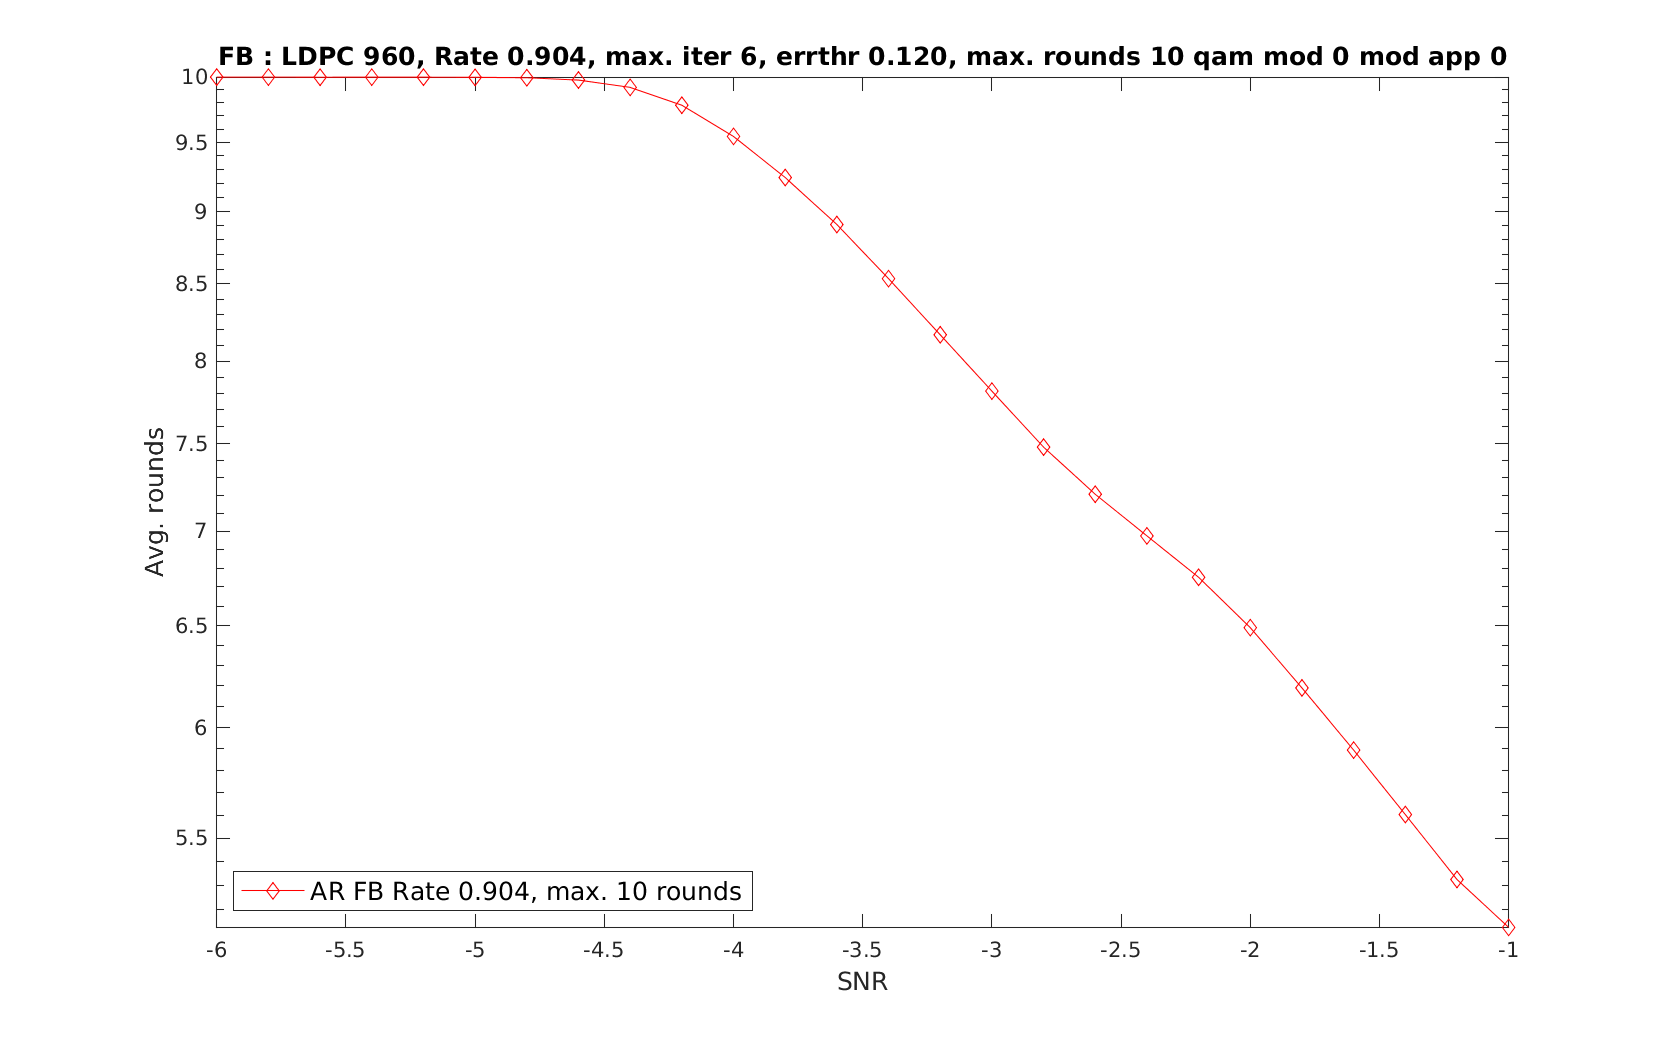 FB : LDPC 960, Rate 0.904, max. iter 6, errthr 0.120, max. rounds 10 qam mod 0 mod app 0
10
9.5
9
8.5
8
7.5
7
6.5
6
5.5
Avg. rounds
AR FB Rate 0.904, max. 10 rounds
-6 -5.5 -5 -4.5 -4 -3.5 -3 -2.5 -2 -1.5 -1
SNR